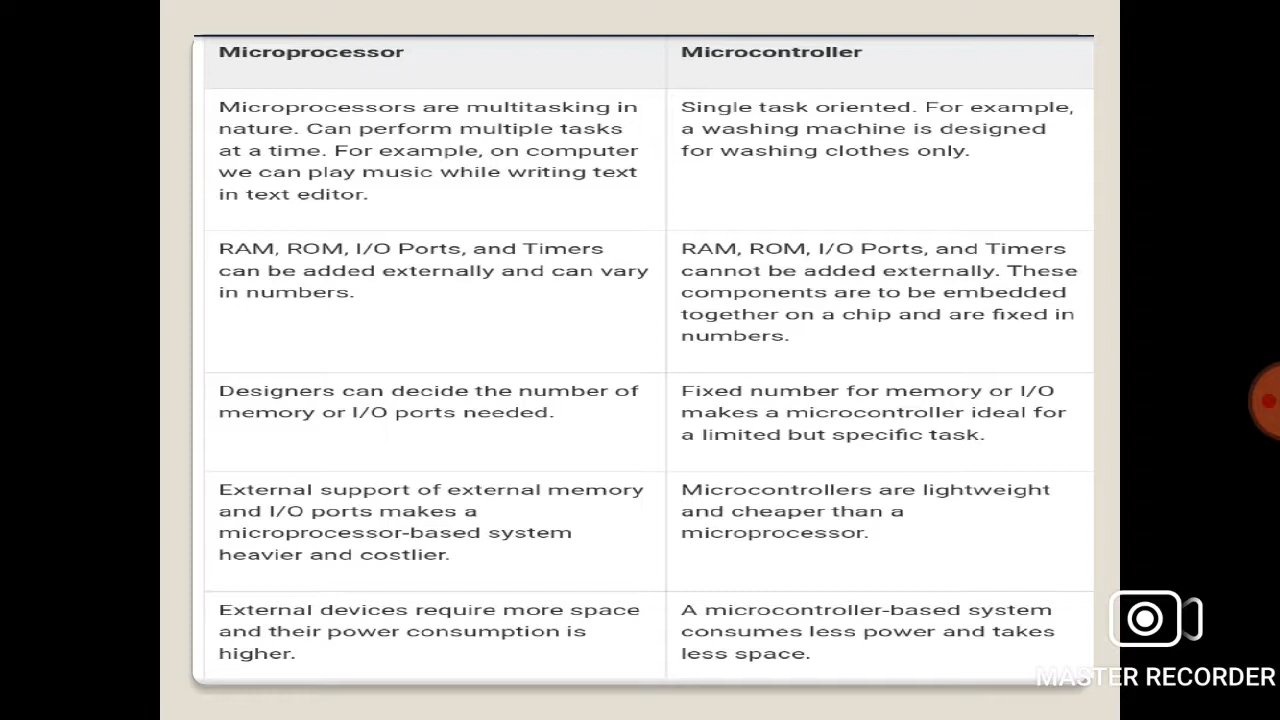 Microprocessor
Microcontroller
Microprocessors are multitasking in
nature. Can perform multiple tasks
at a time. For example, on computer
we can play music while writing text
in text editor.
Single task oriented. For example,
a washing machine is designed
for washing clothes only.
RAM, ROM, I/O Ports, and Timers
can be added externally and can vary
in numbers.
RAM, ROM, I/O Ports, and Timers
cannot be added externally. These
components are to be embedded
together on a chip and are fixed in
numbers.
Designers can decide the number of
memory or I/O ports needed.
Fixed number for memory or I/O
makes a microcontroller ideal for
a limited but specific task.
External support of external memory
and I/O ports makes a
microprocessor-based system
heavier and costlier.
Microcontrollers are lightweight
and cheaper than a
microprocessor.
External devices require more space
and their power consumption is
higher.
A microcontroller-based system
consumes less power and takes
less space.
MASTER RECORDER